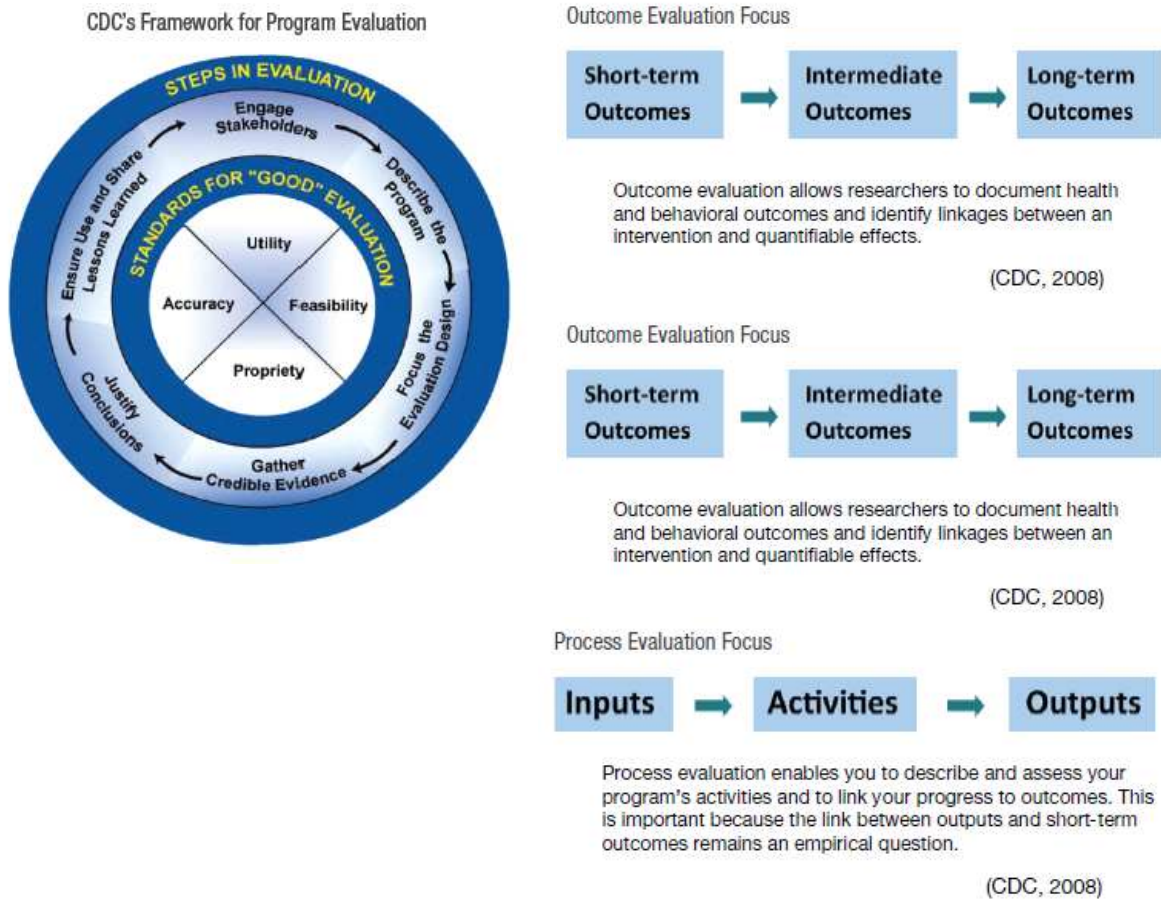 CDC's Framework for Program Evaluation
STEPS IN EVALUATION
Engage
Stakeholders
Describe the
Program
Focus the
Evaluation Design
Gather
Credible Evidence
Justify
Conclusions
Ensure Use and Share
Lessons Learned
STANDARDS FOR "GOOD" EVALUATION
Utility
Accuracy
Feasibility
Propriety
Outcome Evaluation Focus
Short-term
Outcomes
Intermediate
Outcomes
Long-term
Outcomes
Outcome evaluation allows researchers to document health
and behavioral outcomes and identify linkages between an
intervention and quantifiable effects.
(CDC, 2008)
Outcome Evaluation Focus
Short-term
Outcomes
Intermediate
Outcomes
Long-term
Outcomes
Outcome evaluation allows researchers to document health
and behavioral outcomes and identify linkages between an
intervention and quantifiable effects.
(CDC, 2008)
Process Evaluation Focus
Inputs
Activities
Outputs
Process evaluation enables you to describe and assess your
program's activities and to link your progress to outcomes. This
is important because the link between outputs and short-term
outcomes remains an empirical question.
(CDC, 2008)